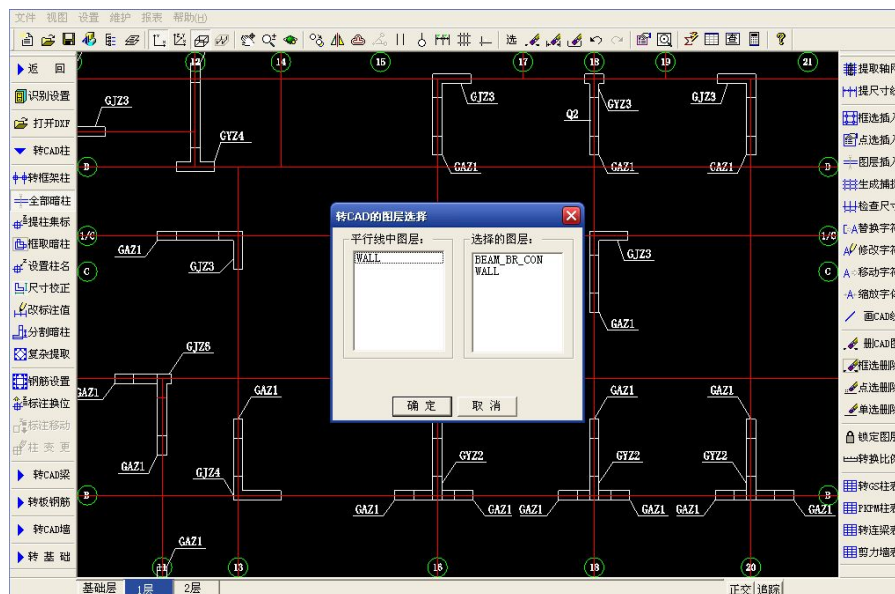 文件 视图 设置 维护 报表 帮助(H)
选
返 回
识别设置
打开DXF
转CAD柱
转框架柱
全部暗柱
提柱集标
框取暗柱
设置柱名
尺寸校正
改标注值
分割暗柱
复杂提取
钢筋设置
标注换位
标注移动
柱 变 更
转CAD梁
转板钢筋
转CAD墙
转 基 础
12 14 15 17 18 19 21
GJZ3 GJZ3 GYZ3 GJZ3
Q2
GYZ4
D GAZ1 GAZ1 GAZ1 D
1/C 1/C
GAZ1 GJZ3 GJZ3
C C
GAZ1
GJZ6
GAZ1 GAZ1 GAZ1 GAZ1
GAZ1 GJZ4 GYZ2 GYZ2 GYZ2
B B
GAZ1 GAZ1 GAZ1 GAZ1 GAZ1
GAZ1
11 13 16 18 20
转CAD的图层选择
平行线中图层:
WALL
选择的图层:
BEAM_BR_CON
WALL
确 定 取 消
提取轴网
提尺寸线
框选插入
点选插入
图层插入
生成捕捉
检查尺寸
替换字符
修改字符
移动字符
缩放字体
画CAD线
删CAD图
框选删除
点选删除
单选删除
锁定图层
转换比例
转GS柱表
PKPM柱表
转连梁表
剪力墙表
基础层 1层 2层
正交 追踪